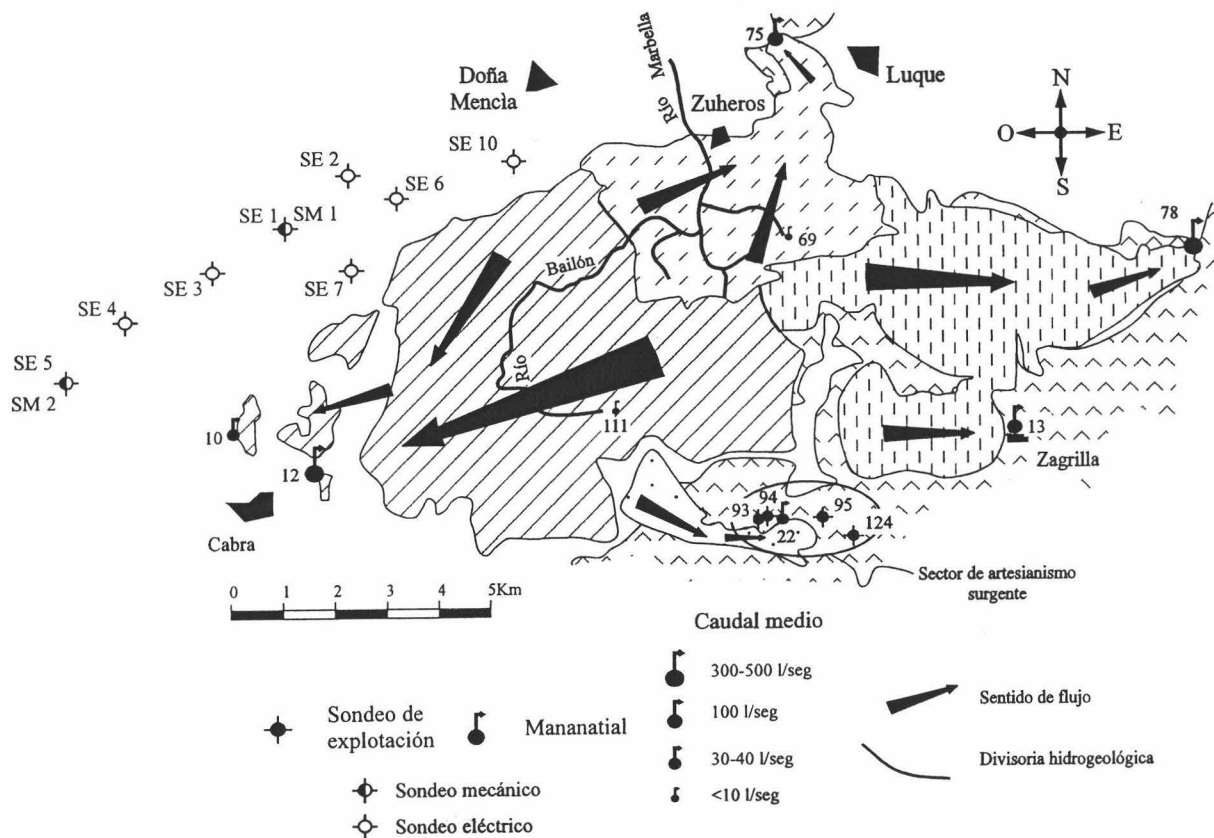 75
Río Marbella
Luque
Doña
Mencìa
Zuheros
N
O
E
S
SE 10
SE 2
SE 6
SE 1
SM 1
78
69
Bailón
SE 3
SE 7
SE 4
Río
SE 5
SM 2
10
111
13
12
Zagrilla
94
93
95
124
22
Cabra
Sector de artesianismo
surgente
0 1 2 3 4 5Km
Caudal medio
300-500 l/seg
100 l/seg
30-40 l/seg
<10 l/seg
Sondeo de
explotación
Mananatial
Sondeo mecánico
Sondeo eléctrico
Sentido de flujo
Divisoria hidrogeológica